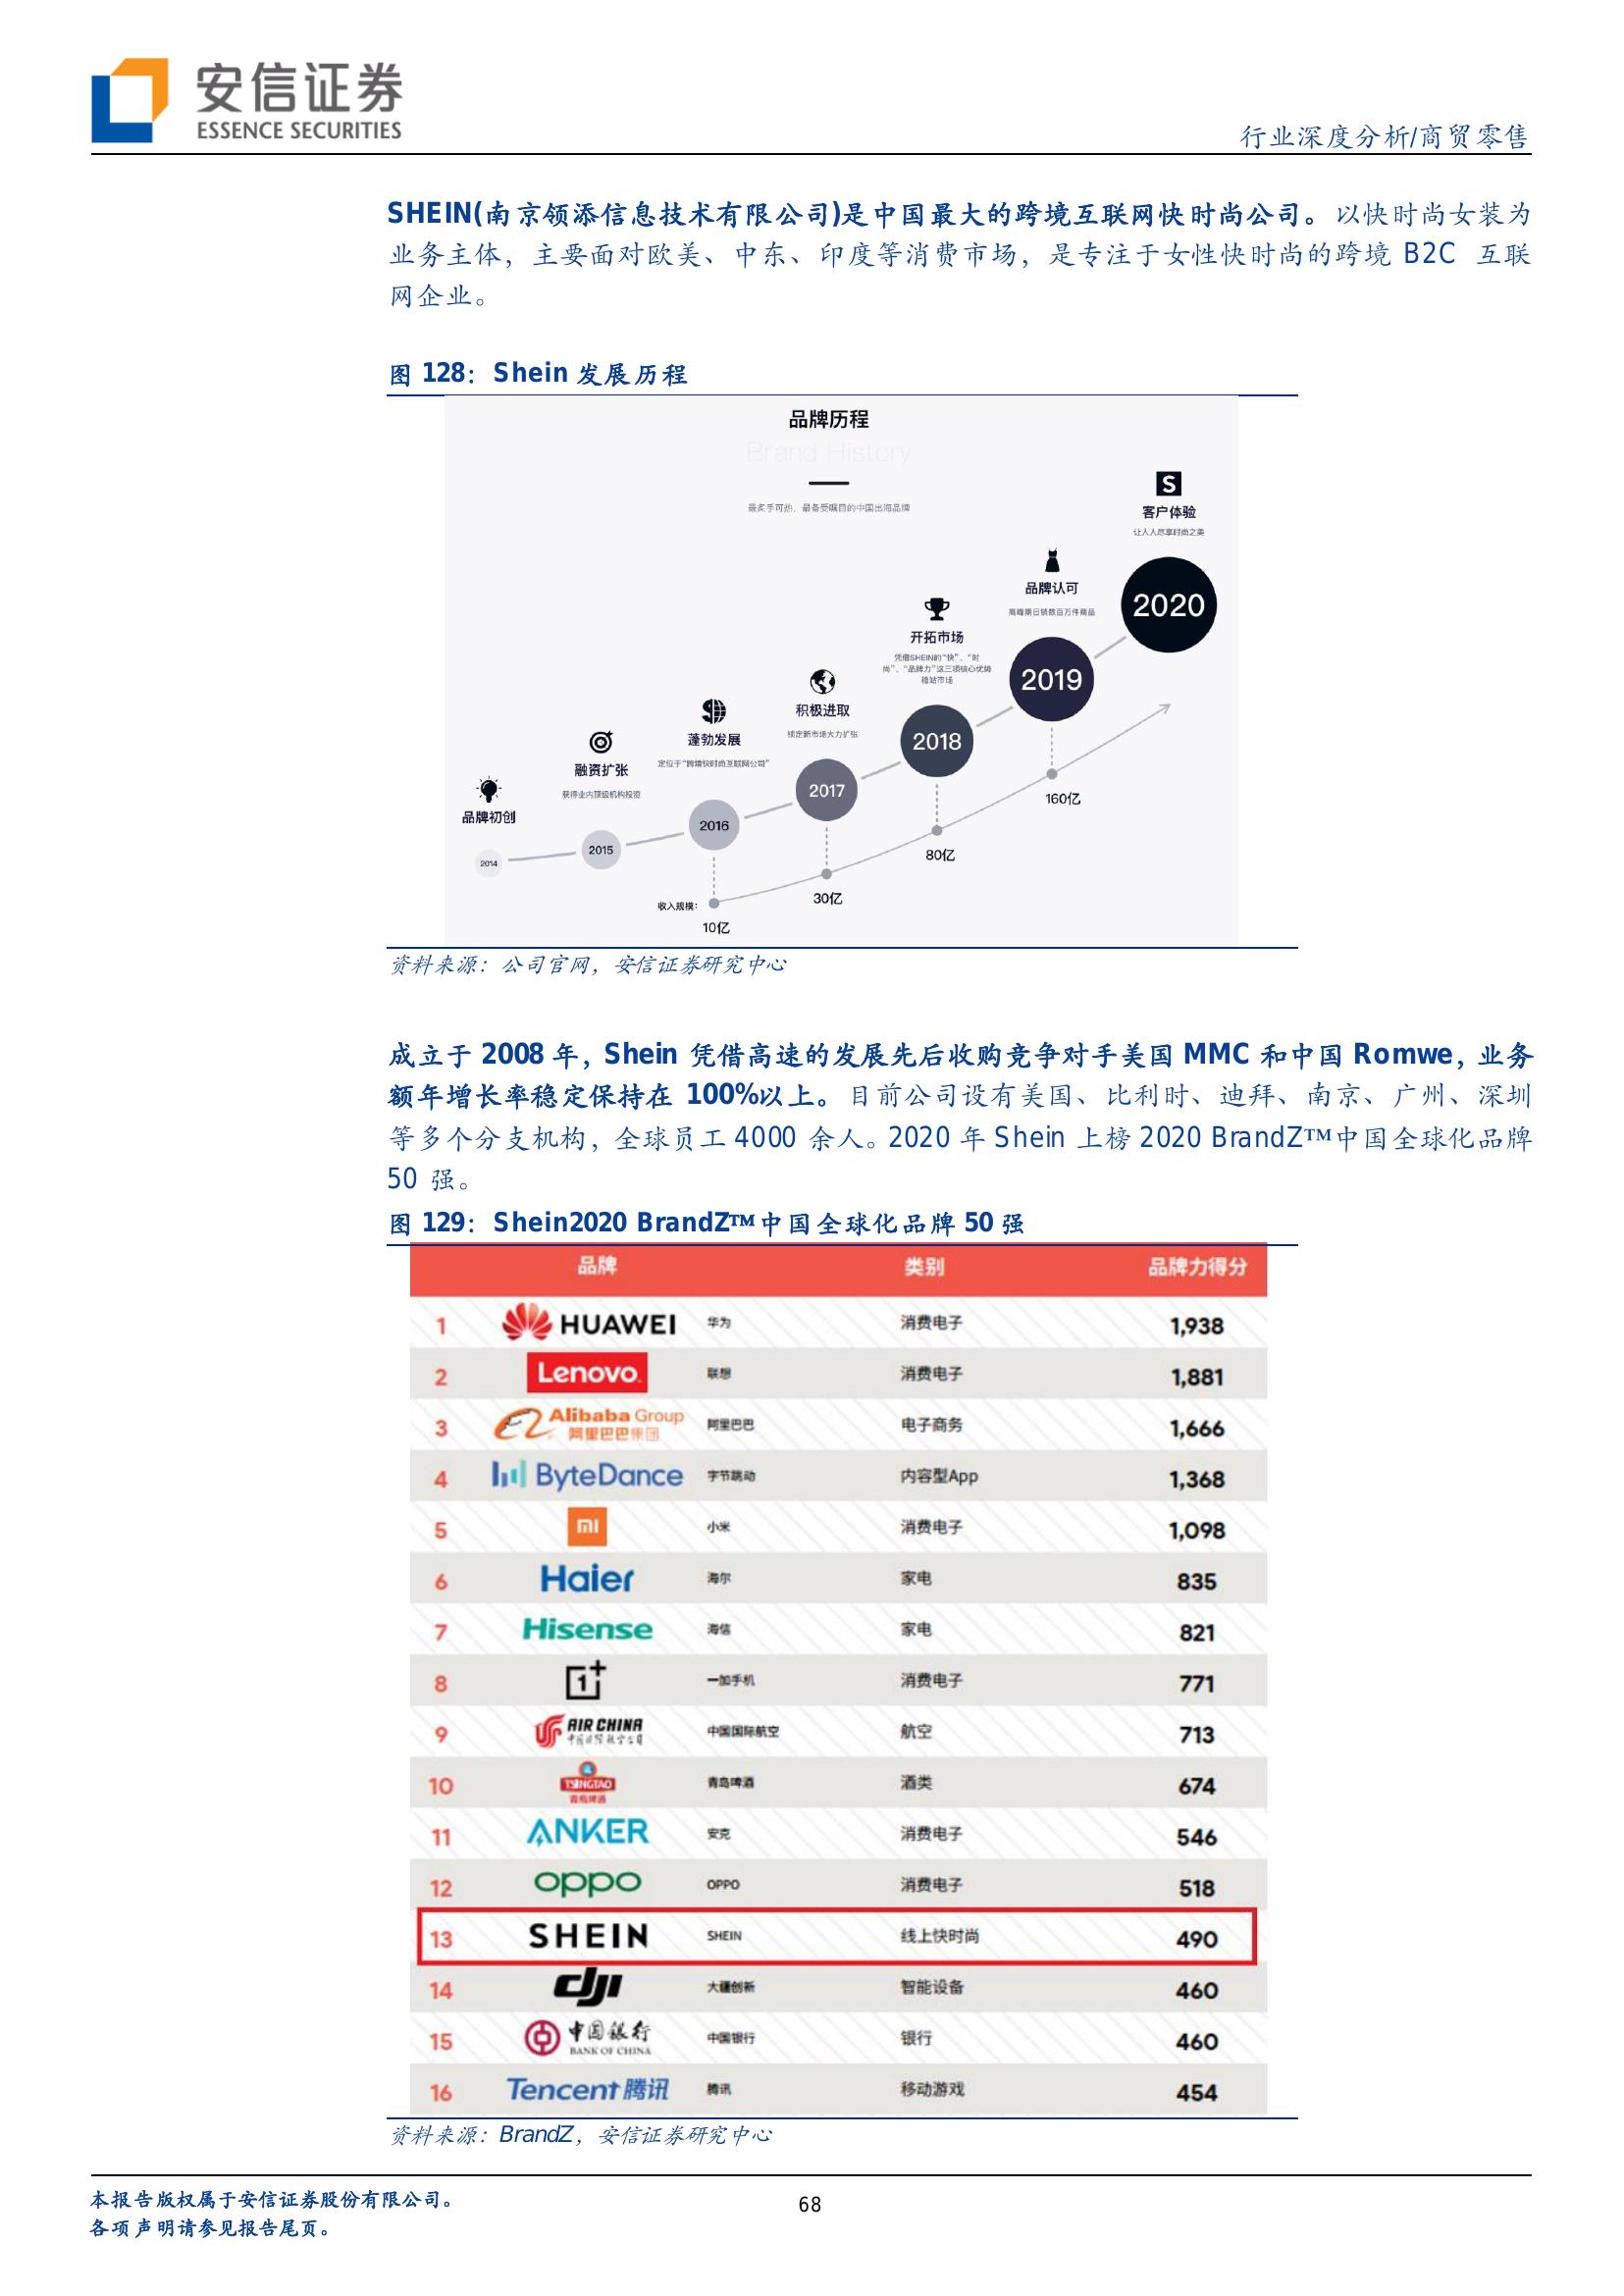 安信证券
ESSENCE SECURITIES
行业深度分析/商贸零售
SHEIN(南京领添信息技术有限公司)是中国最大的跨境互联网快时尚公司。以快时尚女装为
业务主体，主要面对欧美、中东、印度等消费市场，是专注于女性快时尚的跨境 B2C 互联
网企业。
图 128：Shein 发展历程
品牌历程
Brand History
最炙手可热，最备受瞩目的中国出海品牌
S
客户体验
让人人尽享时尚之美
2020
品牌认可
高峰期日销数百万件商品
2019
开拓市场
凭借SHEIN的“快”、“时
尚”、“品牌力”这三项核心优势
稳站市场
2018
积极进取
锁定新市场大力扩张
2017
蓬勃发展
定位于“跨境快时尚互联网公司”
2016
融资扩张
获得业内顶级机构投资
2015
品牌初创
2014
收入规模：
10亿
30亿
80亿
160亿
资料来源：公司官网，安信证券研究中心
成立于 2008 年，Shein 凭借高速的发展先后收购竞争对手美国 MMC 和中国 Romwe，业务
额年增长率稳定保持在 100%以上。目前公司设有美国、比利时、迪拜、南京、广州、深圳
等多个分支机构，全球员工 4000 余人。2020 年 Shein 上榜 2020 BrandZ™中国全球化品牌
50 强。
图 129：Shein2020 BrandZ™中国全球化品牌 50 强
品牌 类别 品牌力得分
1 HUAWEI 华为 消费电子 1,938
2 Lenovo 联想 消费电子 1,881
3 Alibaba Group 阿里巴巴集团 阿里巴巴 电子商务 1,666
4 ByteDance 字节跳动 内容型App 1,368
5 mi 小米 消费电子 1,098
6 Haier 海尔 家电 835
7 Hisense 海信 家电 821
8 1+ 一加手机 消费电子 771
9 AIR CHINA 中国国际航空公司 中国国际航空 航空 713
10 TSINGTAO 青岛啤酒 青岛啤酒 酒类 674
11 ANKER 安克 消费电子 546
12 oppo OPPO 消费电子 518
13 SHEIN SHEIN 线上快时尚 490
14 dji 大疆创新 智能设备 460
15 中国银行 BANK OF CHINA 中国银行 银行 460
16 Tencent 腾讯 腾讯 移动游戏 454
资料来源：BrandZ，安信证券研究中心
本报告版权属于安信证券股份有限公司。
各项声明请参见报告尾页。
68